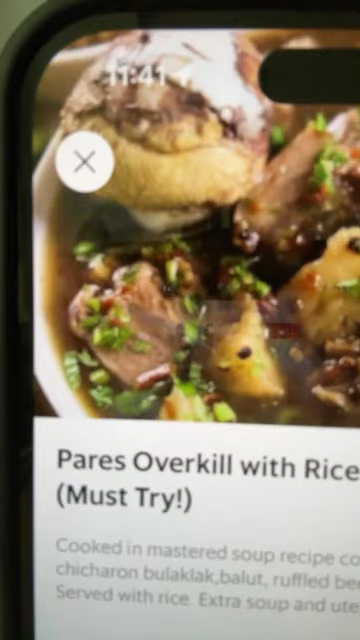 11:41
Pares Overkill with Rice
(Must Try!)
Cooked in mastered soup recipe co
chicharon bulaklak,balut, ruffled bee
Served with rice. Extra soup and ute